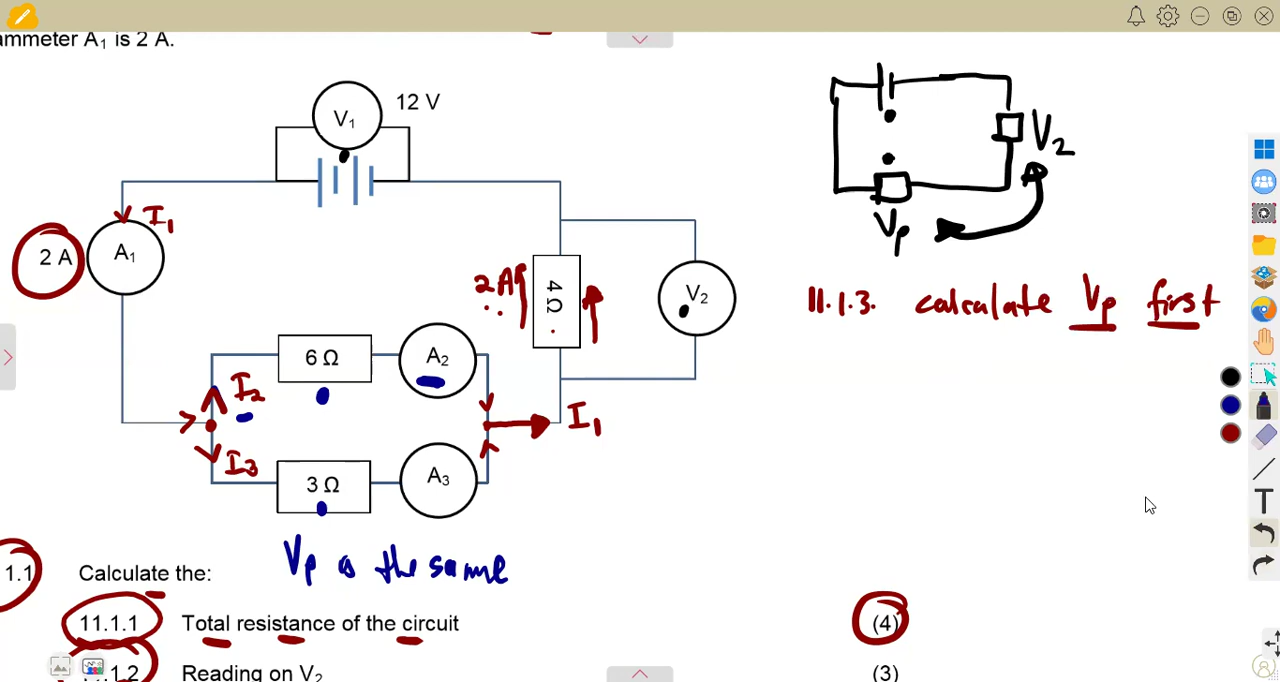 ammeter A₁ is 2 A.
V₁
12 V
V₂
I₁
Vp
2 A
A₁
2A
∴
4 Ω
V₂
11.1.3. calculate Vp first
6 Ω
A₂
I₂
I₁
I₃
3 Ω
A₃
Vp is the same
1.1
Calculate the:
11.1.1 Total resistance of the circuit (4)
1.2 Reading on V₂ (3)
T